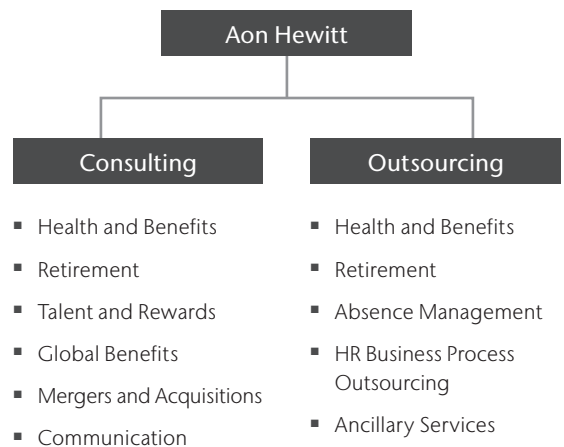 Aon Hewitt
Consulting
▪ Health and Benefits
▪ Retirement
▪ Talent and Rewards
▪ Global Benefits
▪ Mergers and Acquisitions
▪ Communication
Outsourcing
▪ Health and Benefits
▪ Retirement
▪ Absence Management
▪ HR Business Process
Outsourcing
▪ Ancillary Services